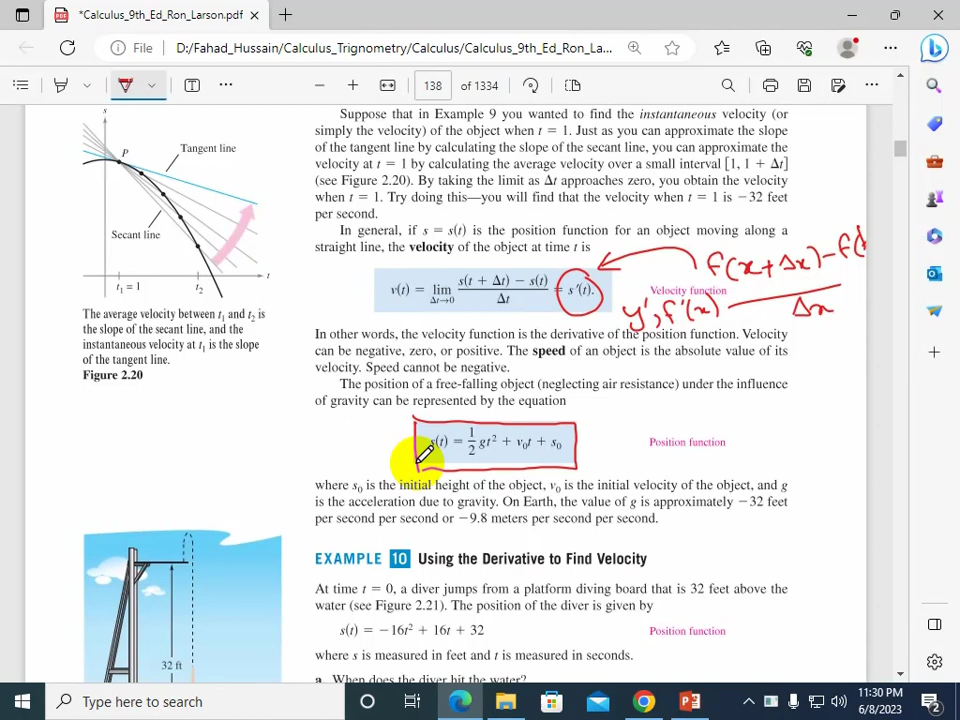 *Calculus_9th_Ed_Ron_Larson.pdf
File
D:/Fahad_Hussain/Calculus_Trignometry/Calculus/Calculus_9th_Ed_Ron_La...
138 of 1334
Suppose that in Example 9 you wanted to find the instantaneous velocity (or
simply the velocity) of the object when t = 1. Just as you can approximate the slope
of the tangent line by calculating the slope of the secant line, you can approximate the
velocity at t = 1 by calculating the average velocity over a small interval [1, 1 + Δt]
(see Figure 2.20). By taking the limit as Δt approaches zero, you obtain the velocity
when t = 1. Try doing this—you will find that the velocity when t = 1 is −32 feet
per second.
In general, if s = s(t) is the position function for an object moving along a
straight line, the velocity of the object at time t is
v(t) = lim Δt→0 s(t + Δt) − s(t) / Δt = s′(t).
Velocity function
f(x+Δx)−f(
y′, f′(x)
Δx
s
P
Tangent line
Secant line
t₁ = 1
t₂
t
The average velocity between t₁ and t₂ is
the slope of the secant line, and the
instantaneous velocity at t₁ is the slope
of the tangent line.
Figure 2.20
In other words, the velocity function is the derivative of the position function. Velocity
can be negative, zero, or positive. The speed of an object is the absolute value of its
velocity. Speed cannot be negative.
The position of a free-falling object (neglecting air resistance) under the influence
of gravity can be represented by the equation
s(t) = 1/2 gt² + v₀t + s₀
Position function
where s₀ is the initial height of the object, v₀ is the initial velocity of the object, and g
is the acceleration due to gravity. On Earth, the value of g is approximately −32 feet
per second per second or −9.8 meters per second per second.
EXAMPLE 10 Using the Derivative to Find Velocity
At time t = 0, a diver jumps from a platform diving board that is 32 feet above the
water (see Figure 2.21). The position of the diver is given by
s(t) = −16t² + 16t + 32
Position function
where s is measured in feet and t is measured in seconds.
a. When does the diver hit the water?
32 ft
Type here to search
11:30 PM
6/8/2023
2